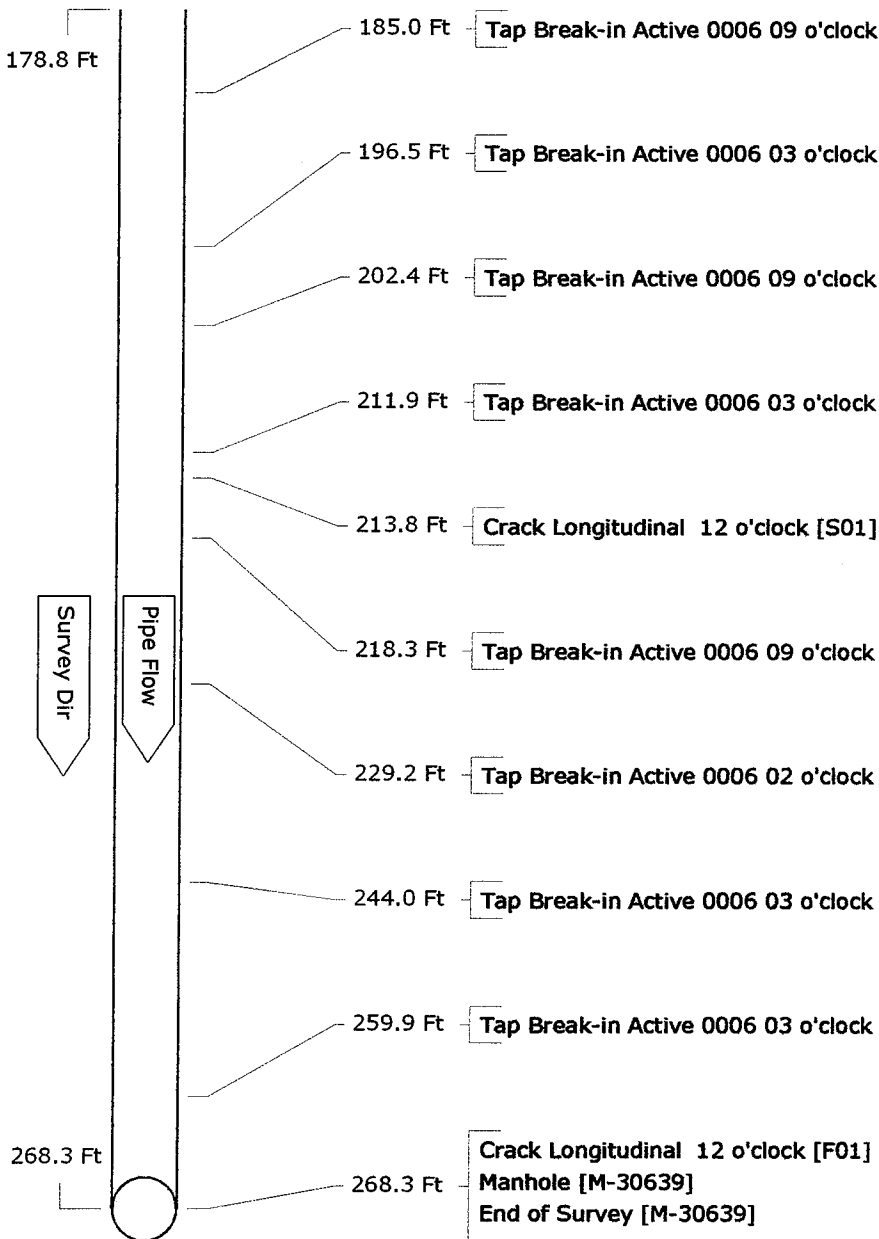 178.8 Ft
185.0 Ft Tap Break-in Active 0006 09 o'clock
196.5 Ft Tap Break-in Active 0006 03 o'clock
202.4 Ft Tap Break-in Active 0006 09 o'clock
211.9 Ft Tap Break-in Active 0006 03 o'clock
213.8 Ft Crack Longitudinal 12 o'clock [S01]
Survey Dir
Pipe Flow
218.3 Ft Tap Break-in Active 0006 09 o'clock
229.2 Ft Tap Break-in Active 0006 02 o'clock
244.0 Ft Tap Break-in Active 0006 03 o'clock
259.9 Ft Tap Break-in Active 0006 03 o'clock
268.3 Ft
268.3 Ft
Crack Longitudinal 12 o'clock [F01]
Manhole [M-30639]
End of Survey [M-30639]